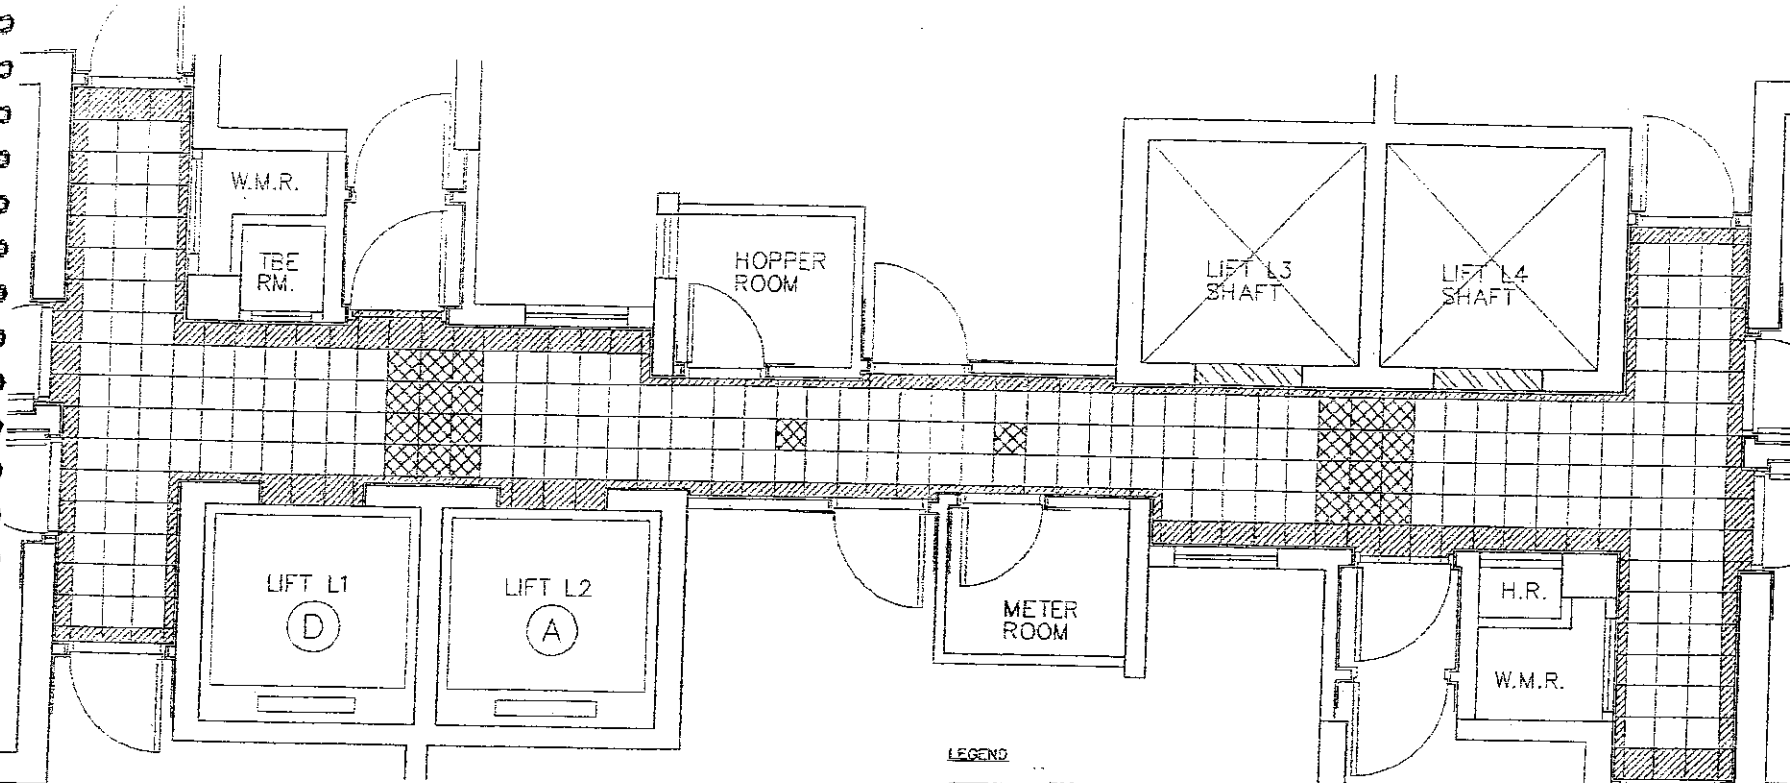 W.M.R.
TBE
RM.
HOPPER
ROOM
LIFT L3
SHAFT
LIFT L4
SHAFT
LIFT L1
D
LIFT L2
A
METER
ROOM
H.R.
W.M.R.
LEGEND